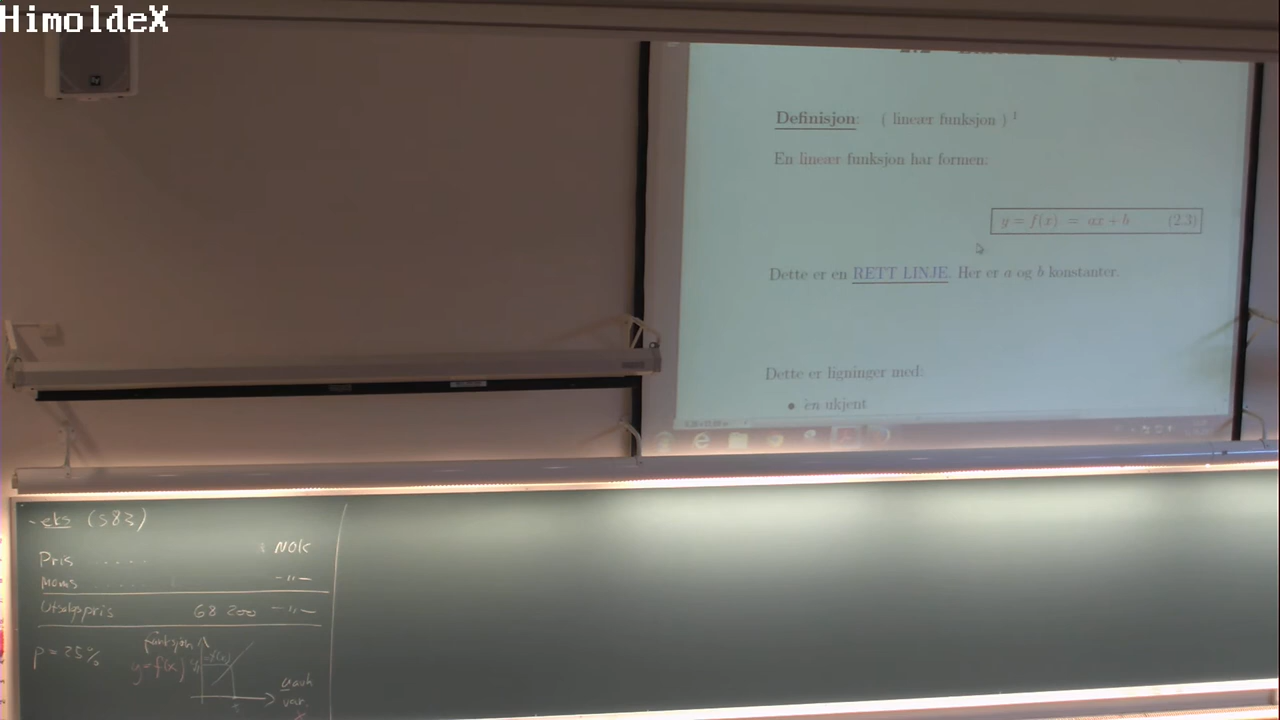 HimoldeX
Definisjon: ( lineær funksjon ) 1
En lineær funksjon har formen:
y = f(x) = ax + b (2.3)
Dette er en RETT LINJE. Her er a og b konstanter.
Dette er ligninger med:
• én ukjent
- eks (s83)
Pris ..... : NOK
Moms ..... -"-
Utsalgspris 68 200 -"-
p = 25%
funksjon
y=f(x)
var.